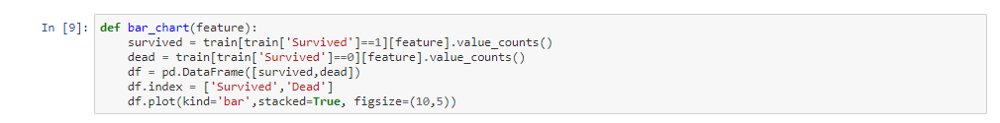 In [9]: def bar_chart(feature):
    survived = train[train['Survived']==1][feature].value_counts()
    dead = train[train['Survived']==0][feature].value_counts()
    df = pd.DataFrame([survived,dead])
    df.index = ['Survived','Dead']
    df.plot(kind='bar',stacked=True, figsize=(10,5))